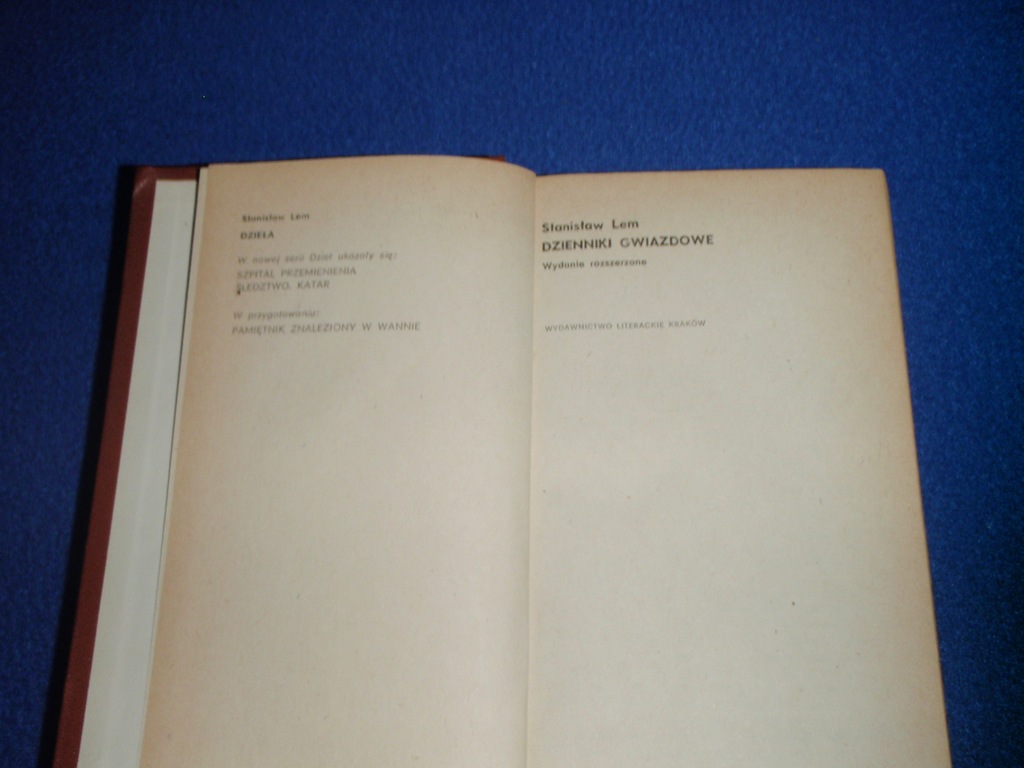 Stanisław Lem
DZIEŁA
W nowej serii Dzieł ukazały się:
SZPITAL PRZEMIENIENIA
ŚLEDZTWO. KATAR
W przygotowaniu:
PAMIĘTNIK ZNALEZIONY W WANNIE
Stanisław Lem
DZIENNIKI GWIAZDOWE
Wydanie rozszerzone
WYDAWNICTWO LITERACKIE KRAKÓW